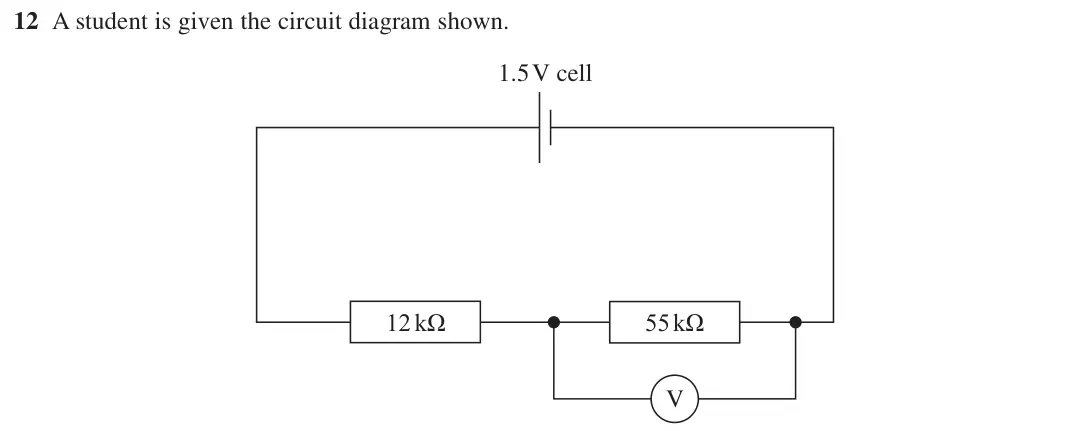 12 A student is given the circuit diagram shown.
1.5 V cell
12 kΩ
55 kΩ
V